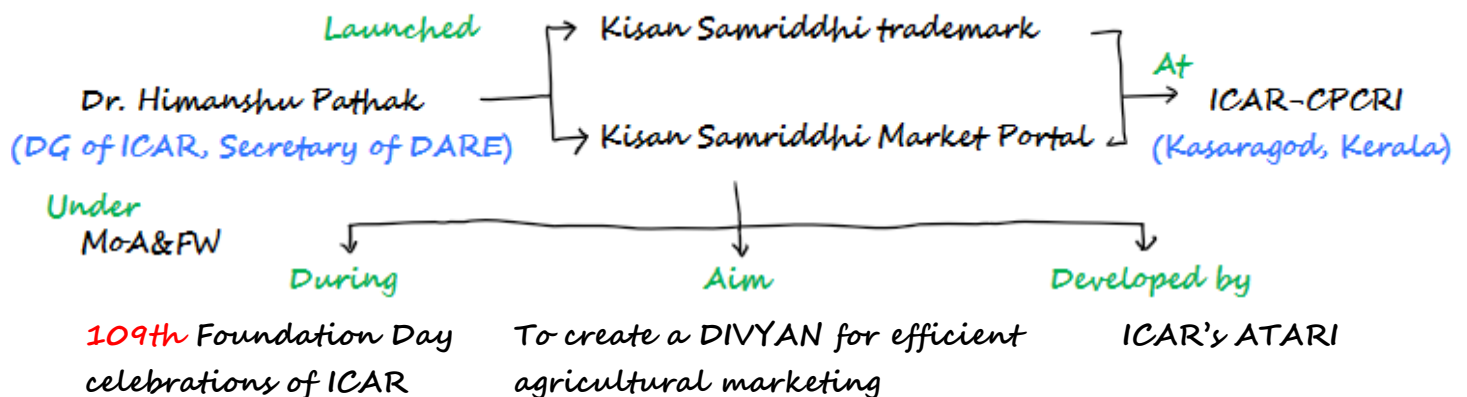 Launched
Kisan Samriddhi trademark
At
Dr. Himanshu Pathak
ICAR-CPCRI
(DG of ICAR, Secretary of DARE)
Kisan Samriddhi Market Portal
(Kasaragod, Kerala)
Under
MoA&FW
During
Aim
Developed by
109th Foundation Day
celebrations of ICAR
To create a DIVYAN for efficient
agricultural marketing
ICAR's ATARI